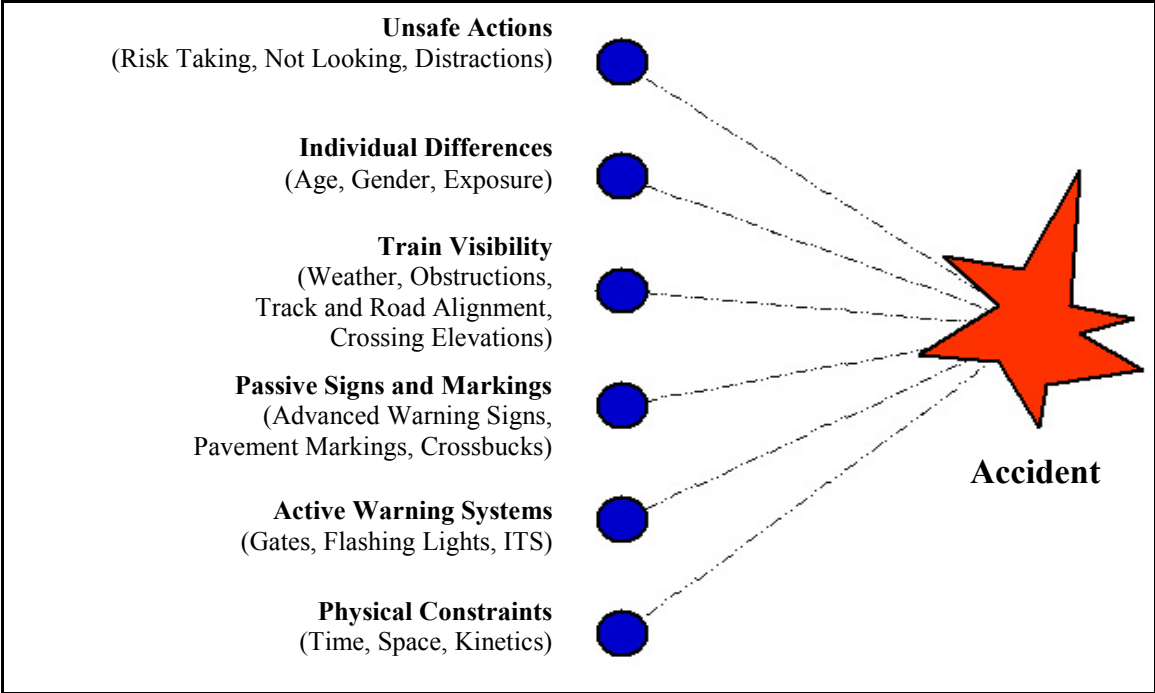 Unsafe Actions
(Risk Taking, Not Looking, Distractions)
Individual Differences
(Age, Gender, Exposure)
Train Visibility
(Weather, Obstructions,
Track and Road Alignment,
Crossing Elevations)
Passive Signs and Markings
(Advanced Warning Signs,
Pavement Markings, Crossbucks)
Active Warning Systems
(Gates, Flashing Lights, ITS)
Physical Constraints
(Time, Space, Kinetics)
Accident